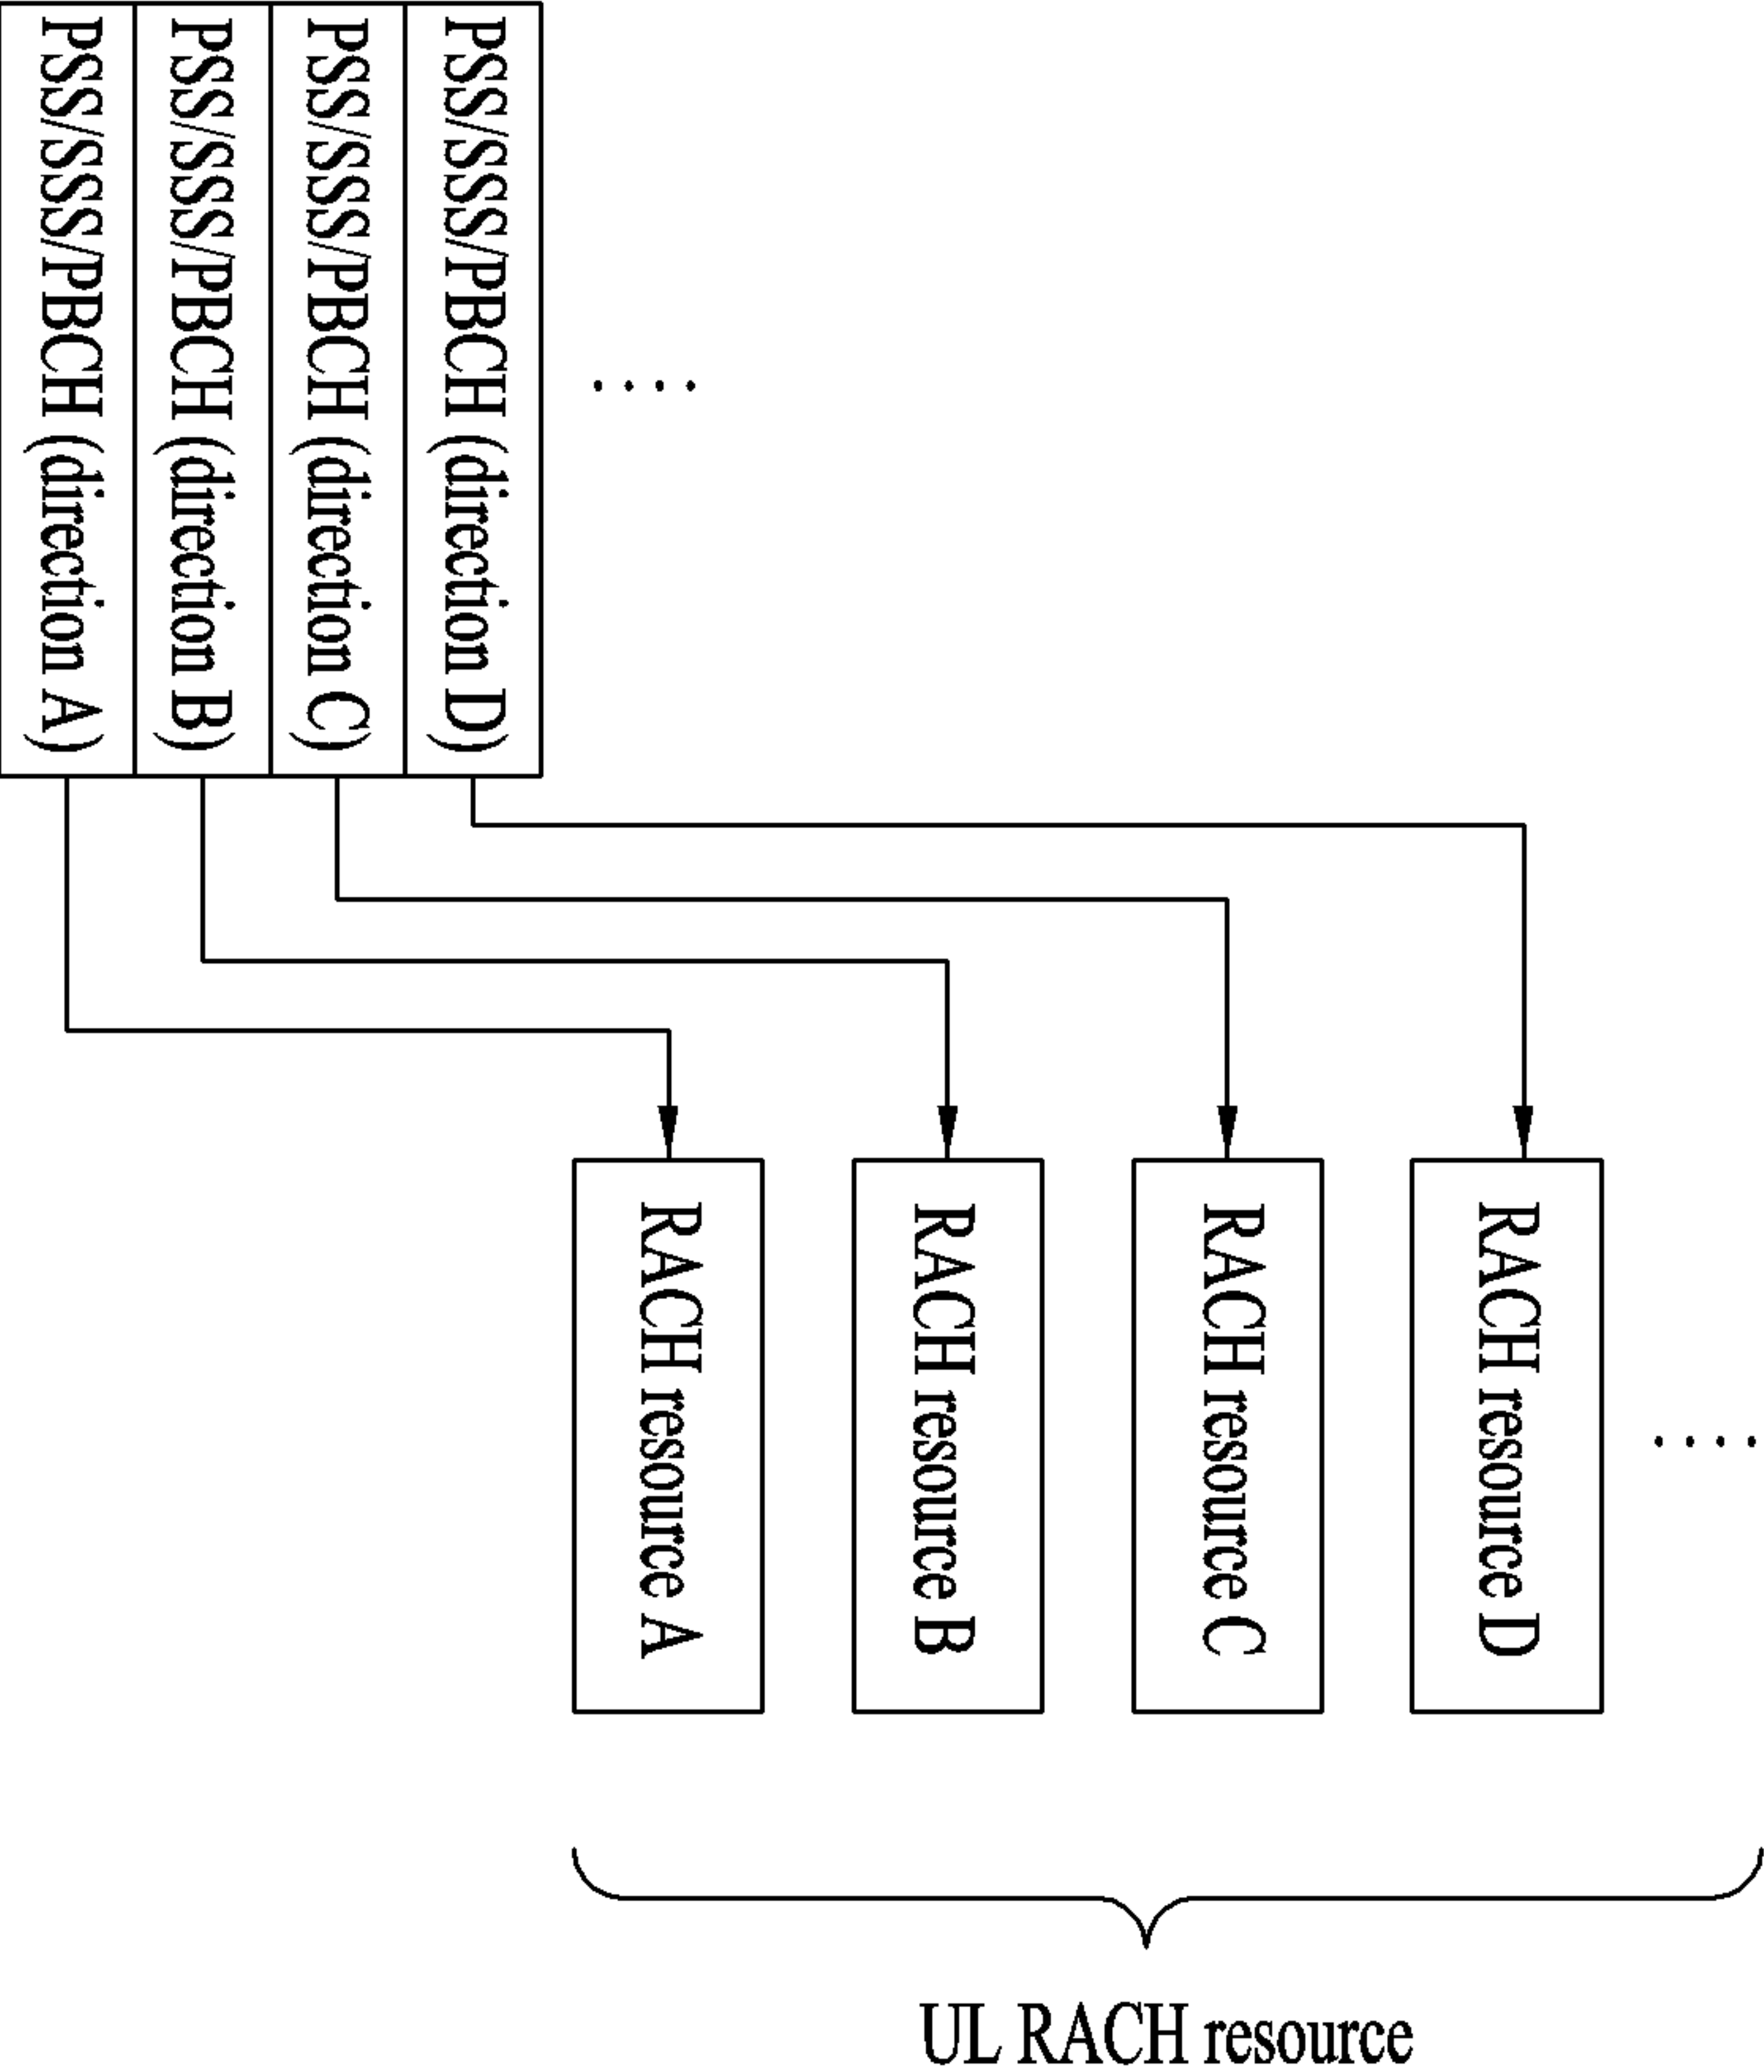 PSS/SSS/PBCH (direction A))
PSS/SSS/PBCH (direction B))
PSS/SSS/PBCH (direction C))
PSS/SSS/PBCH (direction D))
....
RACH resource A
RACH resource B
RACH resource C
RACH resource D
....
UL RACH resource